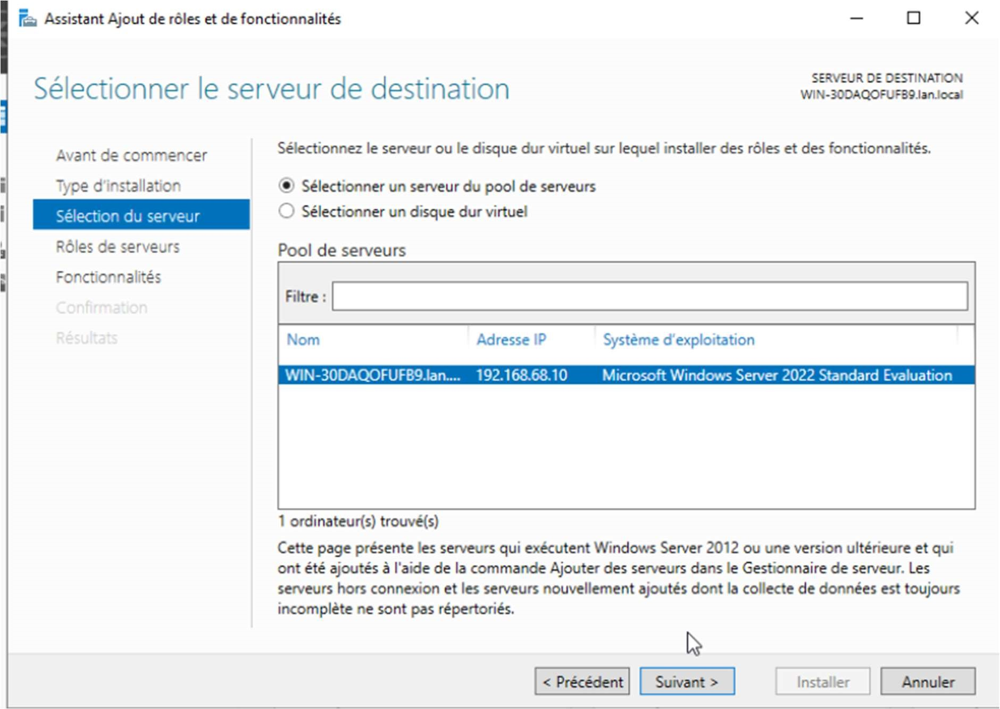 Assistant Ajout de rôles et de fonctionnalités
Sélectionner le serveur de destination
SERVEUR DE DESTINATION
WIN-30DAQOFUFB9.lan.local
Avant de commencer
Type d'installation
Sélection du serveur
Rôles de serveurs
Fonctionnalités
Confirmation
Résultats
Sélectionnez le serveur ou le disque dur virtuel sur lequel installer des rôles et des fonctionnalités.
Sélectionner un serveur du pool de serveurs
Sélectionner un disque dur virtuel
Pool de serveurs
Filtre :
Nom Adresse IP Système d'exploitation
WIN-30DAQOFUFB9.lan.... 192.168.68.10 Microsoft Windows Server 2022 Standard Evaluation
1 ordinateur(s) trouvé(s)
Cette page présente les serveurs qui exécutent Windows Server 2012 ou une version ultérieure et qui
ont été ajoutés à l'aide de la commande Ajouter des serveurs dans le Gestionnaire de serveur. Les
serveurs hors connexion et les serveurs nouvellement ajoutés dont la collecte de données est toujours
incomplète ne sont pas répertoriés.
< Précédent Suivant > Installer Annuler